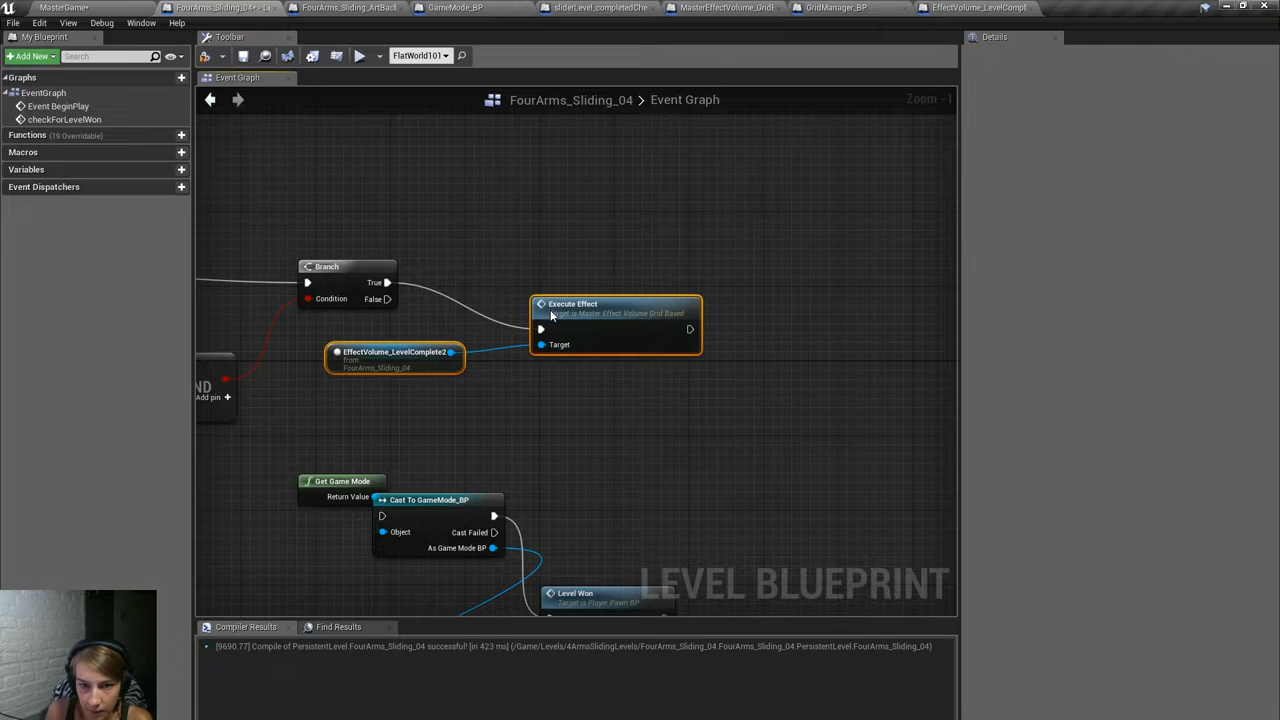 MasterGame*
FourArms_Sliding_04* - Le
FourArms_Sliding_ArtBacl
GameMode_BP
sliderLevel_completedChe
MasterEffectVolume_GridB
GridManager_BP
EffectVolume_LevelCompl
File Edit View Debug Window Help
My Blueprint
Toolbar
Details
+ Add New
Search
FlatWorld101
Graphs
EventGraph
Event BeginPlay
checkForLevelWon
Functions (19 Overridable)
Macros
Variables
Event Dispatchers
Event Graph
FourArms_Sliding_04 > Event Graph
Zoom -1
Branch
True
Condition
False
Execute Effect
Target is Master Effect Volume Grid Based
Target
EffectVolume_LevelComplete2
from
FourArms_Sliding_04
ND
Add pin +
Get Game Mode
Return Value
Cast To GameMode_BP
Object
Cast Failed
As Game Mode BP
Level Won
Target is Player Pawn BP
LEVEL BLUEPRINT
Compiler Results
Find Results
[9690.77] Compile of PersistentLevel.FourArms_Sliding_04 successful! [in 423 ms] (/Game/Levels/4ArmsSlidingLevels/FourArms_Sliding_04.FourArms_Sliding_04:PersistentLevel.FourArms_Sliding_04)